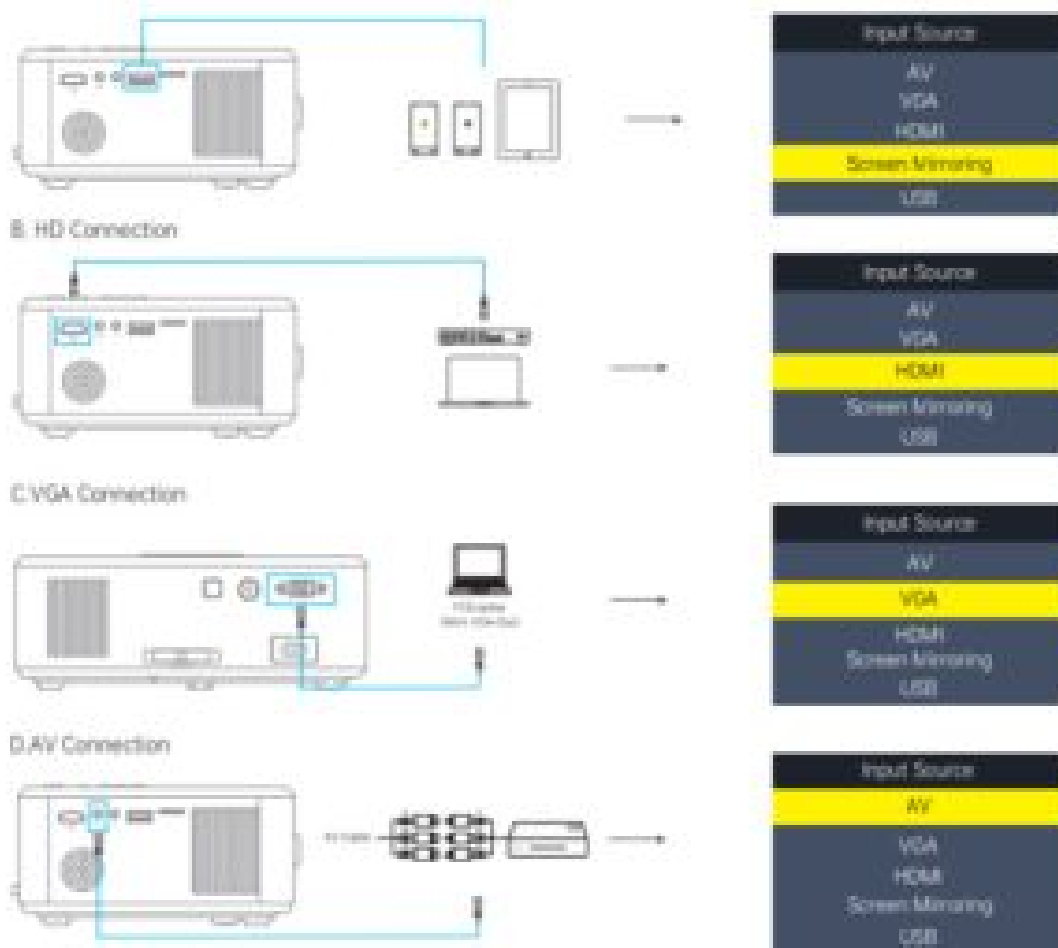 Input Source
AV
VGA
HDMI
Screen Mirroring
USB
B. HD Connection
Input Source
AV
VGA
HDMI
Screen Mirroring
USB
C.VGA Connection
Input Source
AV
VGA
HDMI
Screen Mirroring
USB
D.AV Connection
AV Cable
Input Source
AV
VGA
HDMI
Screen Mirroring
USB